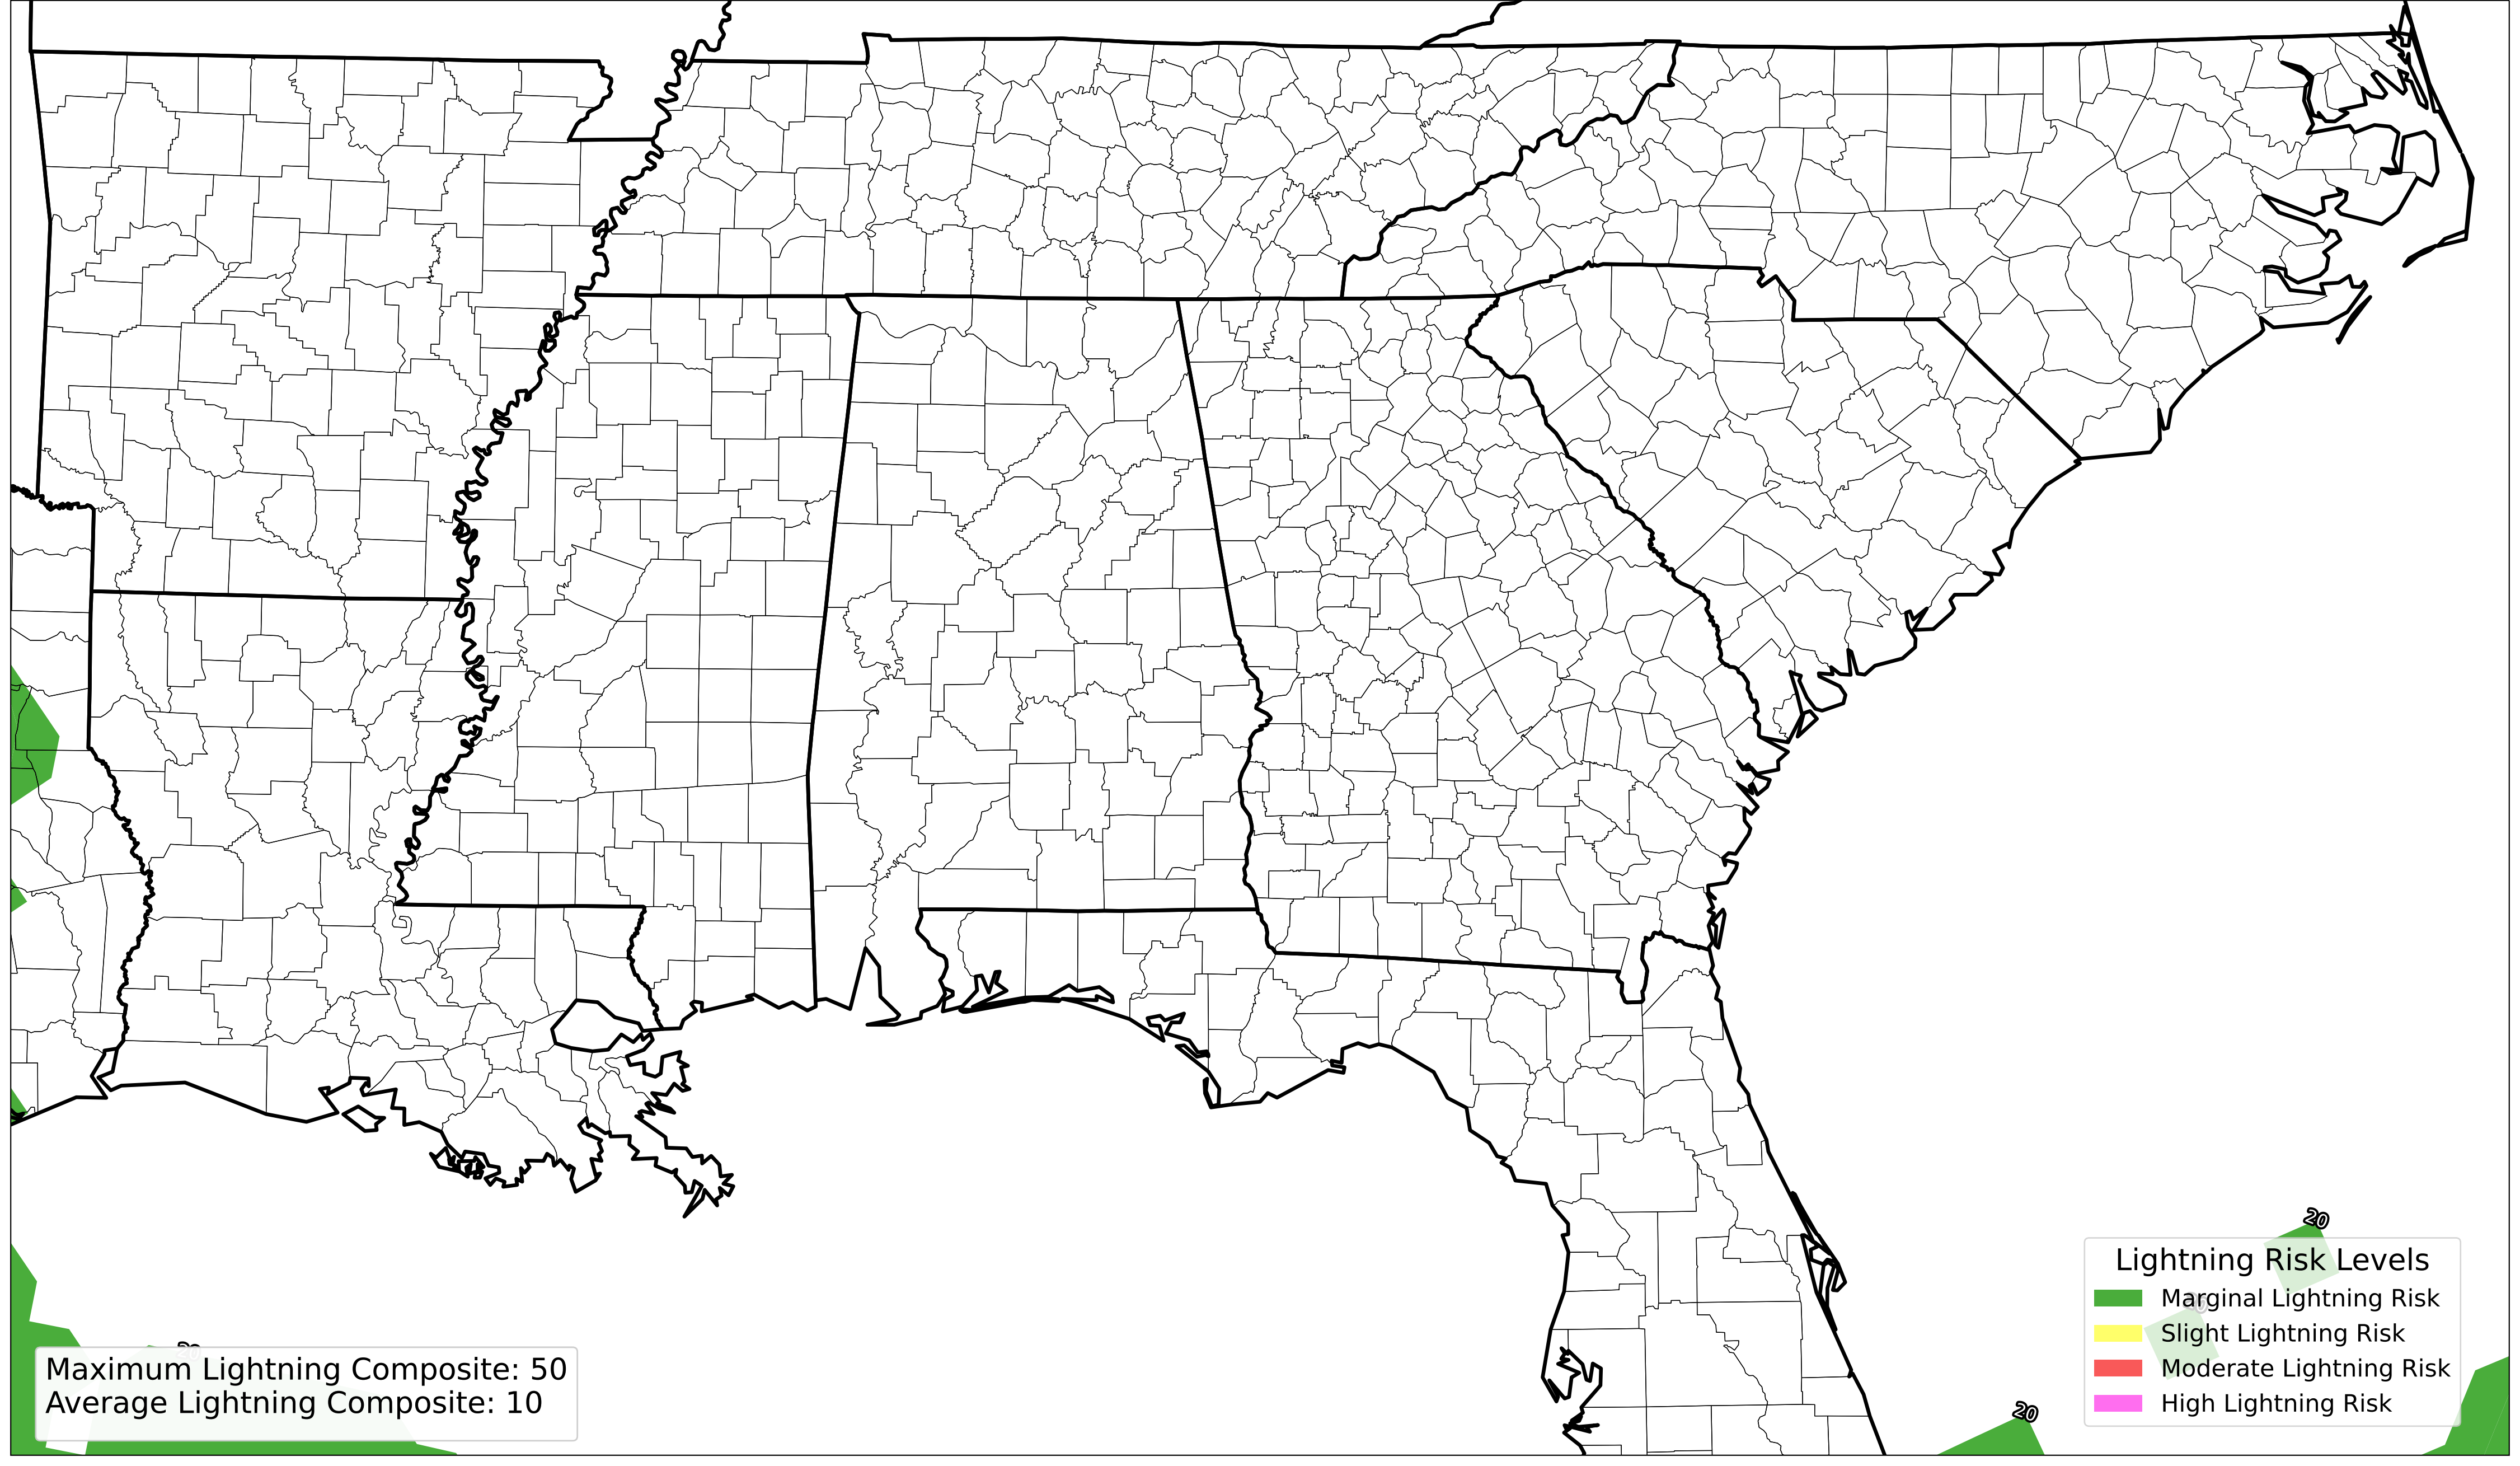 20
Lightning Risk Levels
Marginal Lightning Risk
Slight Lightning Risk
Moderate Lightning Risk
High Lightning Risk
Maximum Lightning Composite: 50
Average Lightning Composite: 10
20